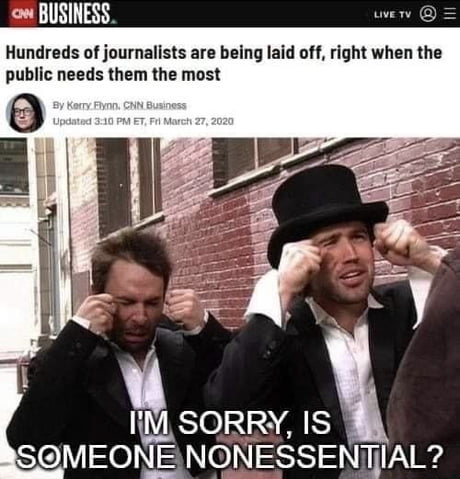 CNN BUSINESS.
LIVE TV
Hundreds of journalists are being laid off, right when the
public needs them the most
By Kerry Flynn, CNN Business
Updated 3:10 PM ET, Fri March 27, 2020
I'M SORRY, IS
SOMEONE NONESSENTIAL?